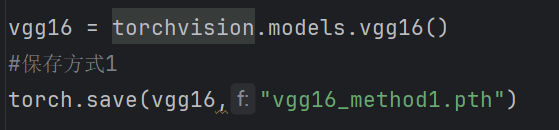 vgg16 = torchvision.models.vgg16()
#保存方式1
torch.save(vgg16, f: "vgg16_method1.pth")